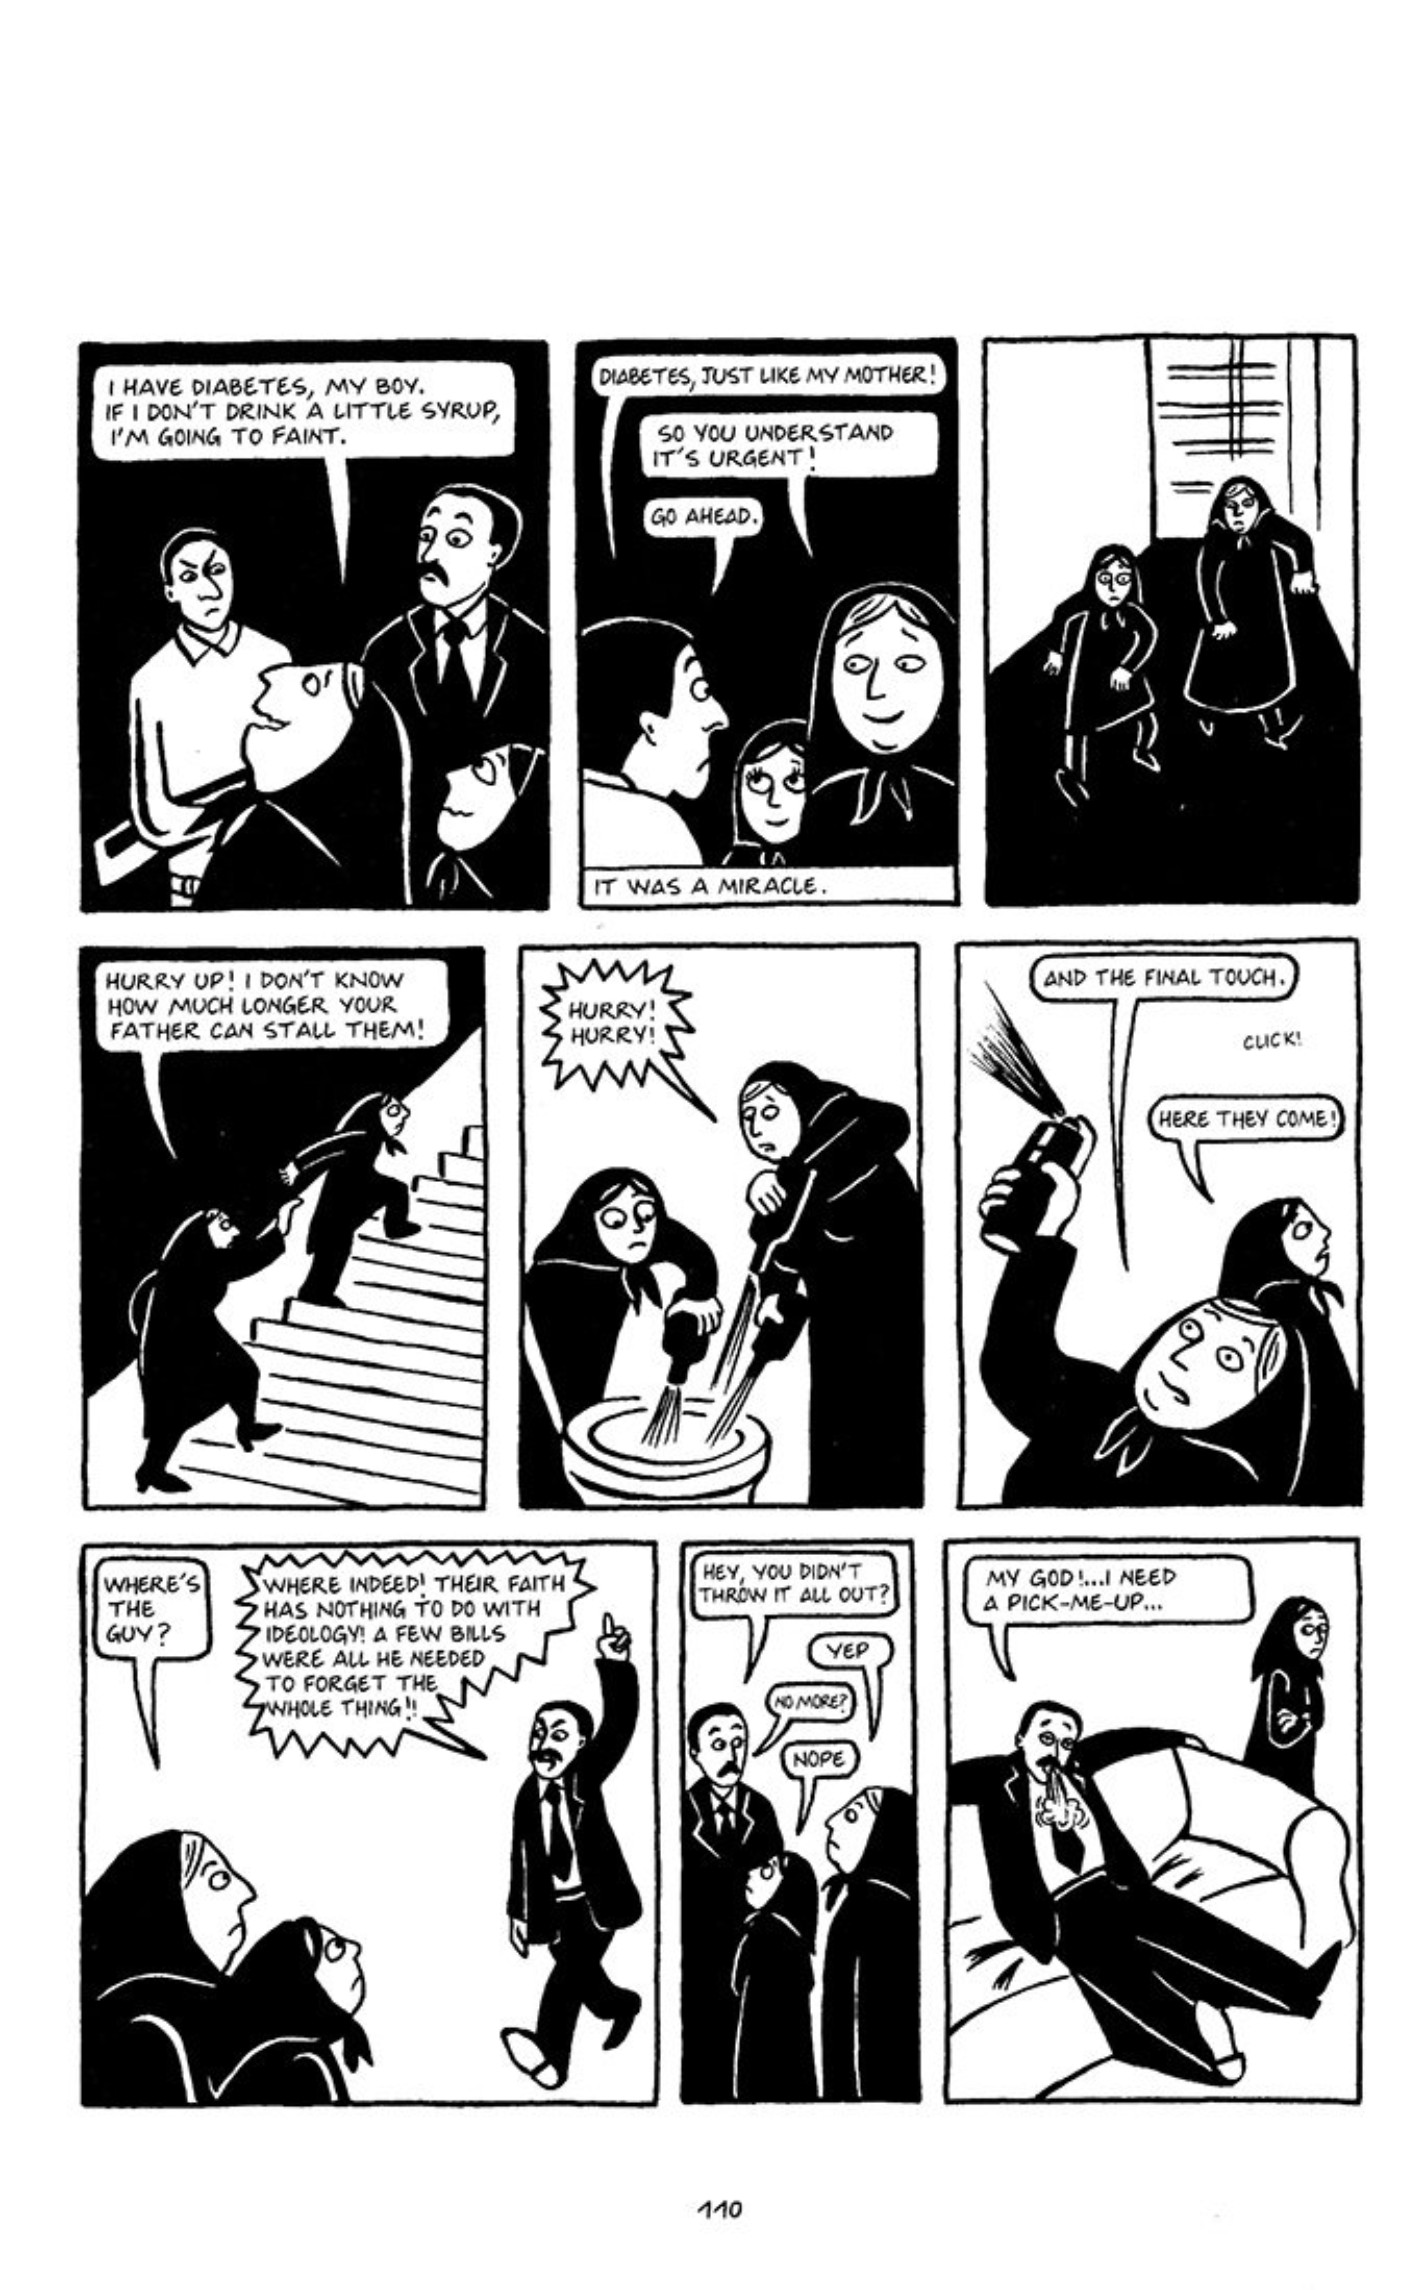 I HAVE DIABETES, MY BOY.
IF I DON'T DRINK A LITTLE SYRUP,
I'M GOING TO FAINT.
DIABETES, JUST LIKE MY MOTHER!
SO YOU UNDERSTAND
IT'S URGENT!
GO AHEAD.
IT WAS A MIRACLE.
HURRY UP! I DON'T KNOW
HOW MUCH LONGER YOUR
FATHER CAN STALL THEM!
HURRY!
HURRY!
AND THE FINAL TOUCH.
CLICK!
HERE THEY COME!
WHERE'S
THE
GUY?
WHERE INDEED! THEIR FAITH
HAS NOTHING TO DO WITH
IDEOLOGY! A FEW BILLS
WERE ALL HE NEEDED
TO FORGET THE
WHOLE THING!!
HEY, YOU DIDN'T
THROW IT ALL OUT?
YEP
NO MORE?
NOPE
MY GOD!...I NEED
A PICK-ME-UP...
110